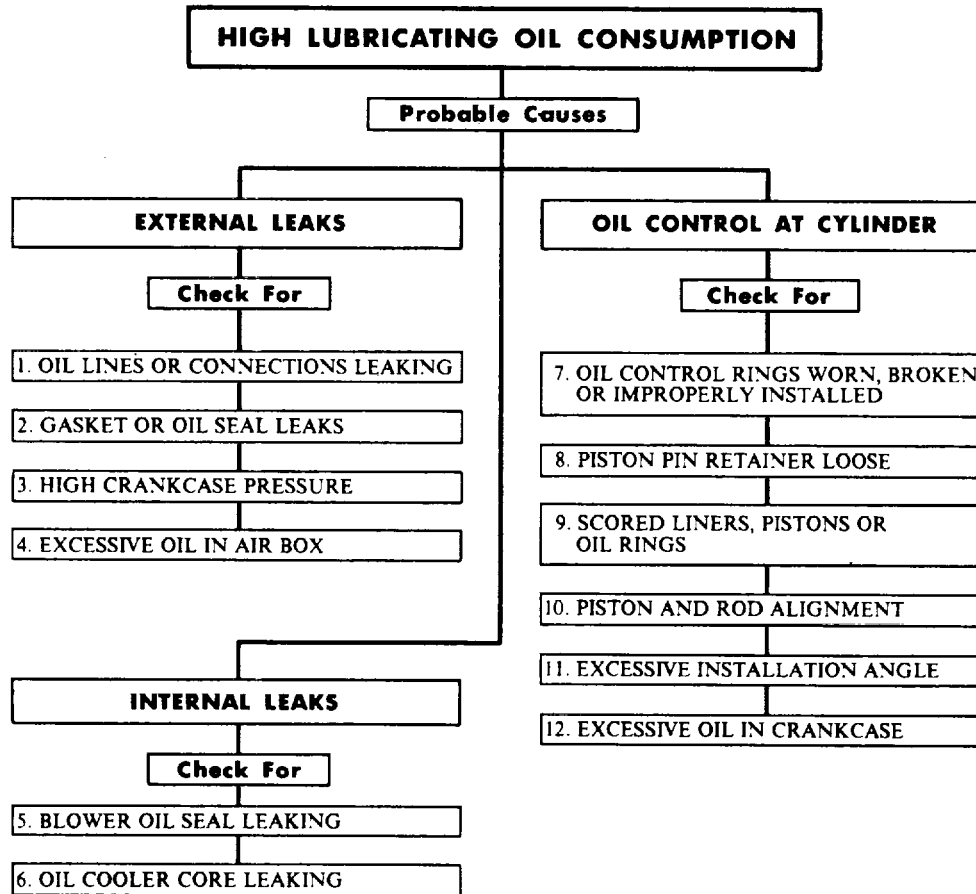 HIGH LUBRICATING OIL CONSUMPTION
Probable Causes
EXTERNAL LEAKS
Check For
1. OIL LINES OR CONNECTIONS LEAKING
2. GASKET OR OIL SEAL LEAKS
3. HIGH CRANKCASE PRESSURE
4. EXCESSIVE OIL IN AIR BOX
INTERNAL LEAKS
Check For
5. BLOWER OIL SEAL LEAKING
6. OIL COOLER CORE LEAKING
OIL CONTROL AT CYLINDER
Check For
7. OIL CONTROL RINGS WORN, BROKEN
OR IMPROPERLY INSTALLED
8. PISTON PIN RETAINER LOOSE
9. SCORED LINERS, PISTONS OR
OIL RINGS
10. PISTON AND ROD ALIGNMENT
11. EXCESSIVE INSTALLATION ANGLE
12. EXCESSIVE OIL IN CRANKCASE